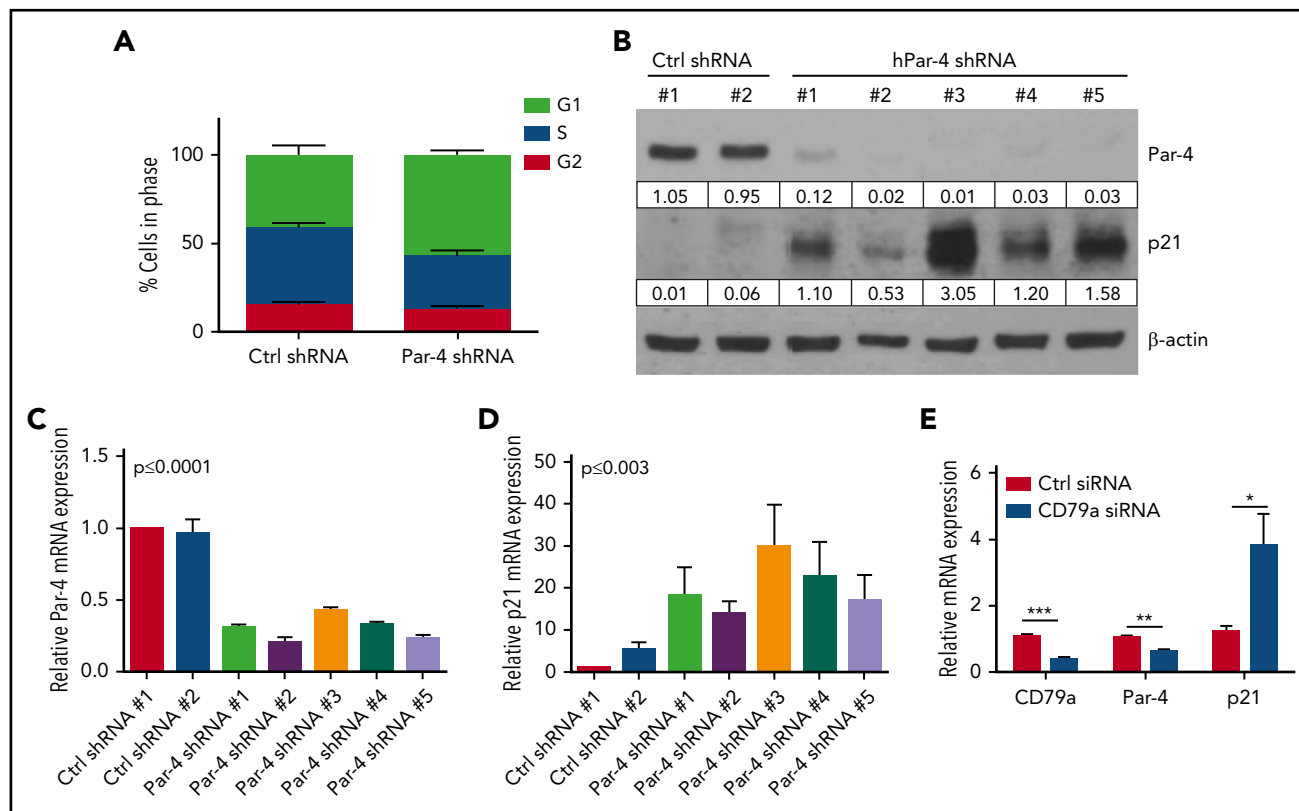 A
% Cells in phase
100
50
0
G1
S
G2
Ctrl shRNA
Par-4 shRNA
B
Ctrl shRNA hPar-4 shRNA
#1 #2 #1 #2 #3 #4 #5
Par-4
1.05 0.95 0.12 0.02 0.01 0.03 0.03
p21
0.01 0.06 1.10 0.53 3.05 1.20 1.58
β-actin
C
Relative Par-4 mRNA expression
p≤0.0001
1.5
1.0
0.5
0.0
Ctrl shRNA #1
Ctrl shRNA #2
Par-4 shRNA #1
Par-4 shRNA #2
Par-4 shRNA #3
Par-4 shRNA #4
Par-4 shRNA #5
D
Relative p21 mRNA expression
p≤0.003
50
40
30
20
10
0
Ctrl shRNA #1
Ctrl shRNA #2
Par-4 shRNA #1
Par-4 shRNA #2
Par-4 shRNA #3
Par-4 shRNA #4
Par-4 shRNA #5
E
Relative mRNA expression
6
4
2
0
Ctrl siRNA
CD79a siRNA
***
**
*
CD79a
Par-4
p21